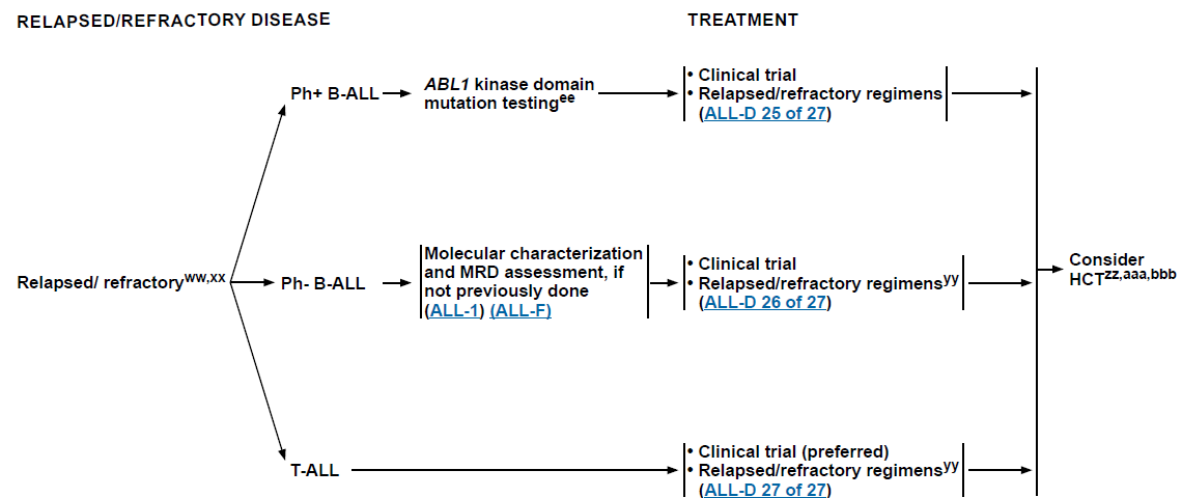 RELAPSED/REFRACTORY DISEASE
TREATMENT
Ph+ B-ALL
ABL1 kinase domain
mutation testingee
• Clinical trial
• Relapsed/refractory regimens
(ALL-D 25 of 27)
Relapsed/ refractoryww,xx
Ph- B-ALL
Molecular characterization
and MRD assessment, if
not previously done
(ALL-1) (ALL-F)
• Clinical trial
• Relapsed/refractory regimensyy
(ALL-D 26 of 27)
Consider
HCTzz,aaa,bbb
T-ALL
• Clinical trial (preferred)
• Relapsed/refractory regimensyy
(ALL-D 27 of 27)